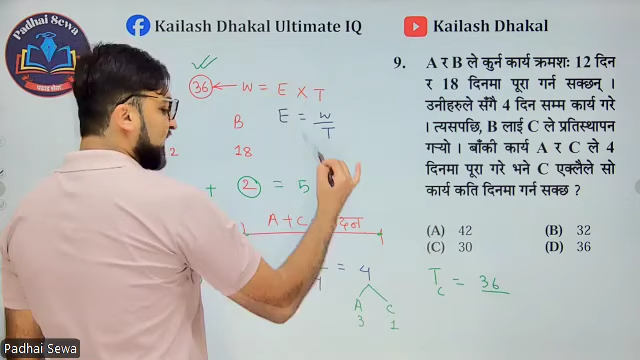 Padhai Sewa
पढाइ सेवा
Kailash Dhakal Ultimate IQ
Kailash Dhakal
36 ← W = E × T
E = W/T
B
2 18
+ 2 = 5
A+C
= 4
A C
3 1
9. A र B ले कुनै कार्य क्रमशः 12 दिन
र 18 दिनमा पूरा गर्न सक्छन् ।
उनीहरुले सँगै 4 दिन सम्म कार्य गरे
। त्यसपछि, B लाई C ले प्रतिस्थापन
गऱ्यो । बाँकी कार्य A र C ले 4
दिनमा पूरा गरे भने C एक्लैले सो
कार्य कति दिनमा गर्न सक्छ ?
(A) 42 (B) 32
(C) 30 (D) 36
T_C = 36
Padhai Sewa